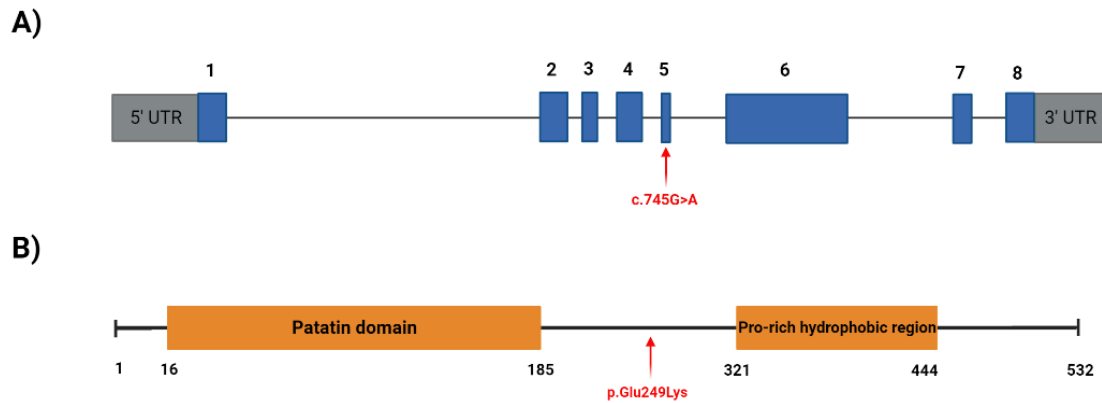 A)
1 2 3 4 5 6 7 8
5' UTR 3' UTR
c.745G>A
B)
Patatin domain Pro-rich hydrophobic region
1 16 185 321 444 532
p.Glu249Lys